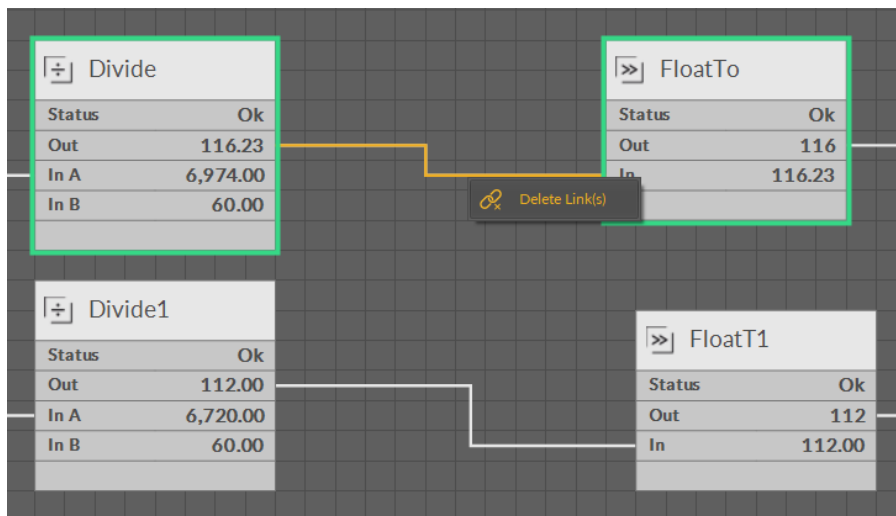 Divide
Status Ok
Out 116.23
In A 6,974.00
In B 60.00
FloatTo
Status Ok
Out 116
In 116.23
Delete Link(s)
Divide1
Status Ok
Out 112.00
In A 6,720.00
In B 60.00
FloatT1
Status Ok
Out 112
In 112.00